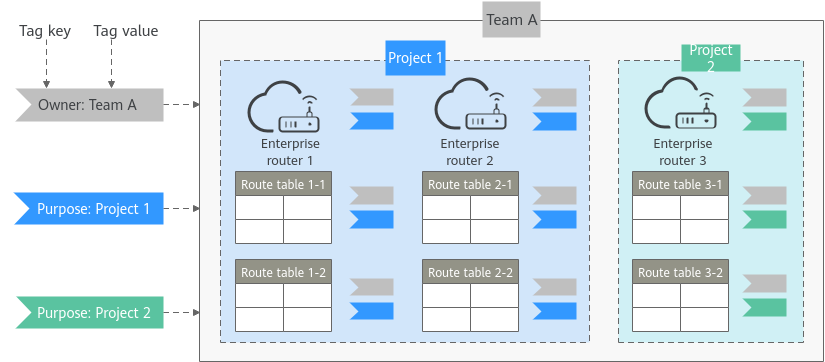 Tag key
Tag value
Team A
Owner: Team A
Purpose: Project 1
Purpose: Project 2
Project 1
Enterprise
router 1
Enterprise
router 2
Route table 1-1
Route table 2-1
Route table 1-2
Route table 2-2
Project
2
Enterprise
router 3
Route table 3-1
Route table 3-2